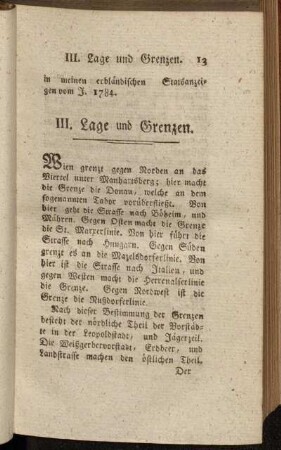 III. Lage und Grenzen. 13
in meinen erbländischen Statsanzei-
gen vom J. 1784.
III. Lage und Grenzen.
Wien grenzt gegen Norden an das
Viertel unter Manhartsberg; hier macht
die Grenze die Donau, welche an dem
sogenannten Tabor vorüberfließt. Von
hier geht die Strasse nach Böheim, und
Mähren. Gegen Osten macht die Grenze
die St. Marxerlinie. Von hier führt die
Strasse nach Hungarn. Gegen Süden
grenze es an die Mazelsdorferlinie. Von
hier ist die Strasse nach Italien, und
gegen Westen macht die Herrenalserlinie
die Grenze. Gegen Nordwest ist die
Grenze die Nußdorferlinie.
Nach dieser Bestimmung der Grenzen
besteht der nördliche Theil der Vorstäd-
te in der Leopoldstadt, und Jägerzeil.
Die Weißgerbervorstadt, Erdber, und
Landstrasse machen den östlichen Theil.
Der